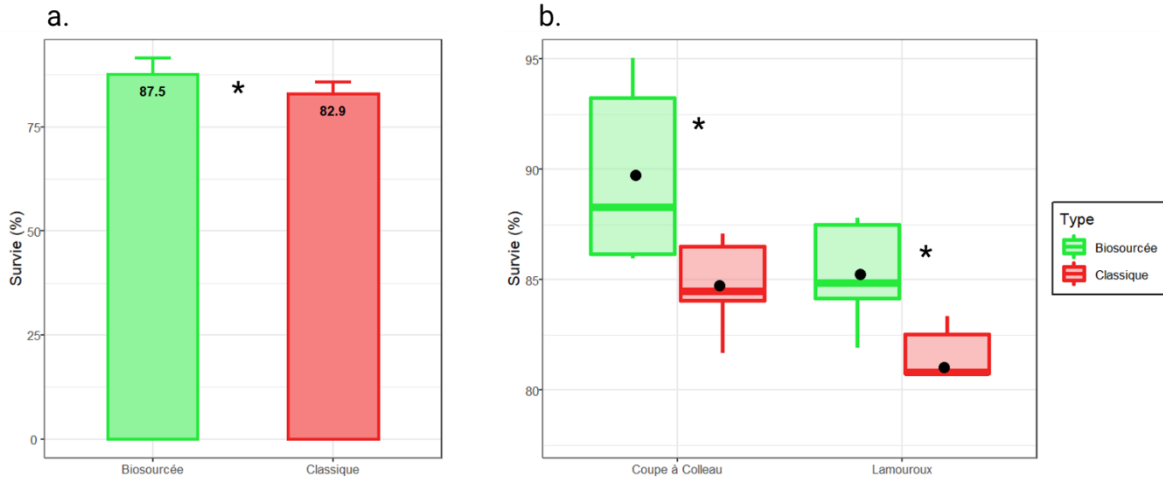 a.
Survie (%)
75
50
25
0
87.5
*
82.9
Biosourcée
Classique
b.
Survie (%)
95
90
85
80
*
*
Coupe à Colleau
Lamouroux
Type
Biosourcée
Classique